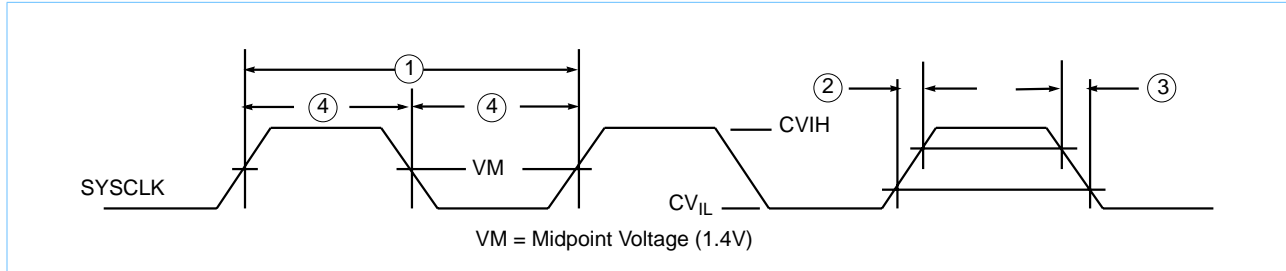 1
4
4
2
3
CVIH
VM
SYSCLK
CVIL
VM = Midpoint Voltage (1.4V)